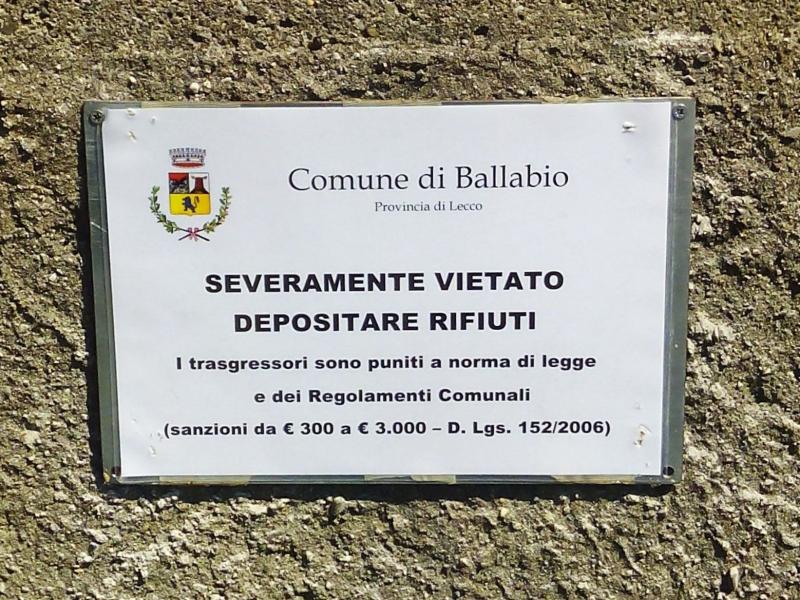 Comune di Ballabio
Provincia di Lecco
SEVERAMENTE VIETATO
DEPOSITARE RIFIUTI
I trasgressori sono puniti a norma di legge
e dei Regolamenti Comunali
(sanzioni da € 300 a € 3.000 – D. Lgs. 152/2006)